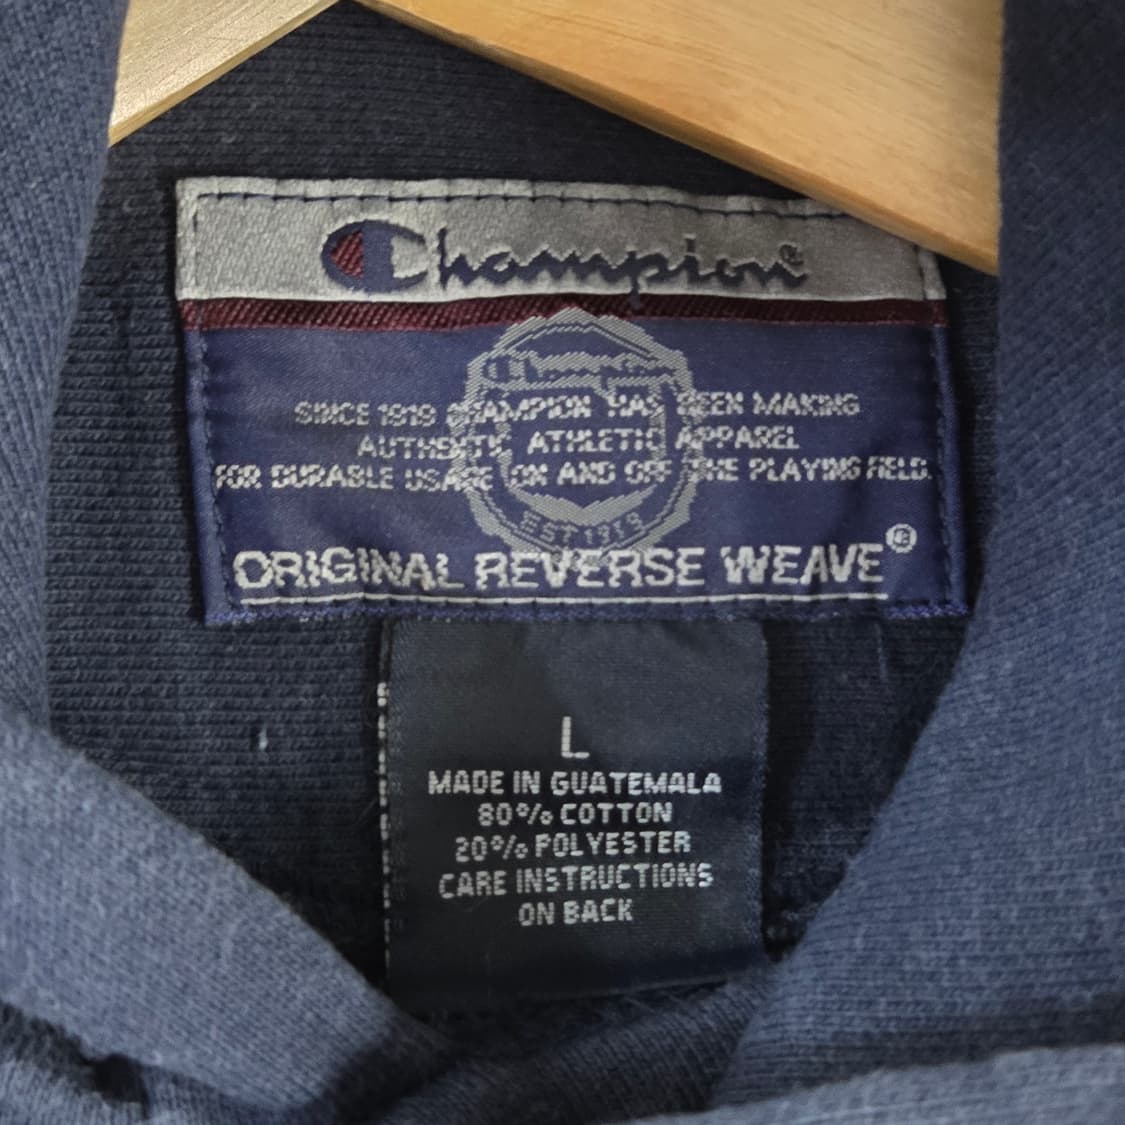 Champion®
Champion
SINCE 1919 CHAMPION HAS BEEN MAKING
AUTHENTIC ATHLETIC APPAREL
FOR DURABLE USAGE ON AND OFF THE PLAYING FIELD.
EST 1919
ORIGINAL REVERSE WEAVE®
L
MADE IN GUATEMALA
80% COTTON
20% POLYESTER
CARE INSTRUCTIONS
ON BACK